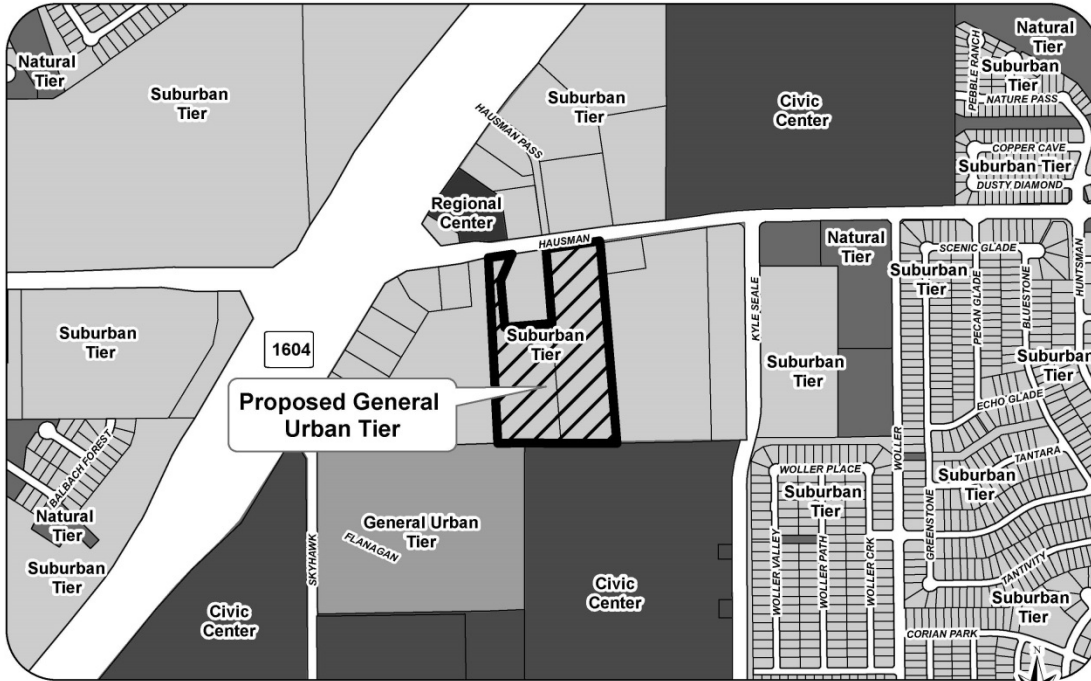 Natural
Tier
Suburban
Tier
HAUSMAN PASS
Suburban
Tier
Civic
Center
PEBBLE RANCH
Natural
Tier
Suburban
Tier
NATURE PASS
COPPER CAVE
Suburban Tier
DUSTY DIAMOND
Regional
Center
HAUSMAN
Natural
Tier
SCENIC GLADE
Suburban
Tier
PECAN GLADE
BLUESTONE
HUNTSMAN
Suburban
Tier
1604
Suburban
Tier
KYLE SEALE
Suburban
Tier
Suburban
Tier
Proposed General
Urban Tier
ECHO GLADE
WOLLER
TANTARA
BALBACH FOREST
Natural
Tier
Suburban
Tier
SKYHAWK
General Urban
Tier
FLANAGAN
Civic
Center
Civic
Center
WOLLER PLACE
Suburban
Tier
WOLLER VALLEY
WOLLER PATH
WOLLER CRK
GREENSTONE
Suburban
Tier
TANTIVITY
Suburban
Tier
CORIAN PARK
N